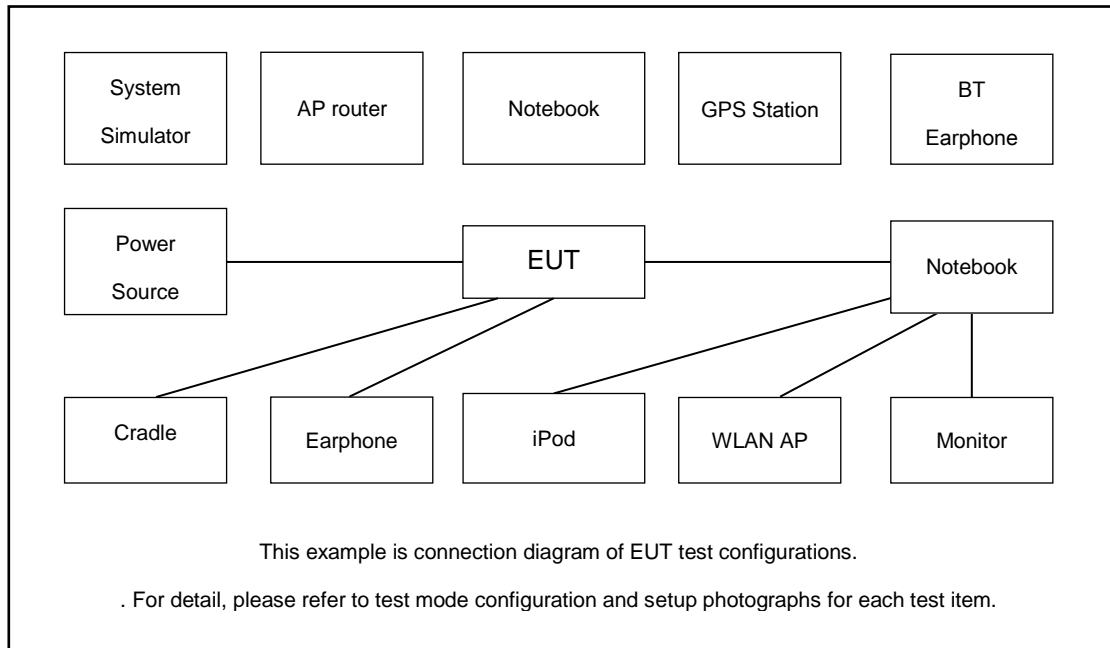 System
Simulator
AP router
Notebook
GPS Station
BT
Earphone
Power
Source
EUT
Notebook
Cradle
Earphone
iPod
WLAN AP
Monitor
This example is connection diagram of EUT test configurations.
. For detail, please refer to test mode configuration and setup photographs for each test item.